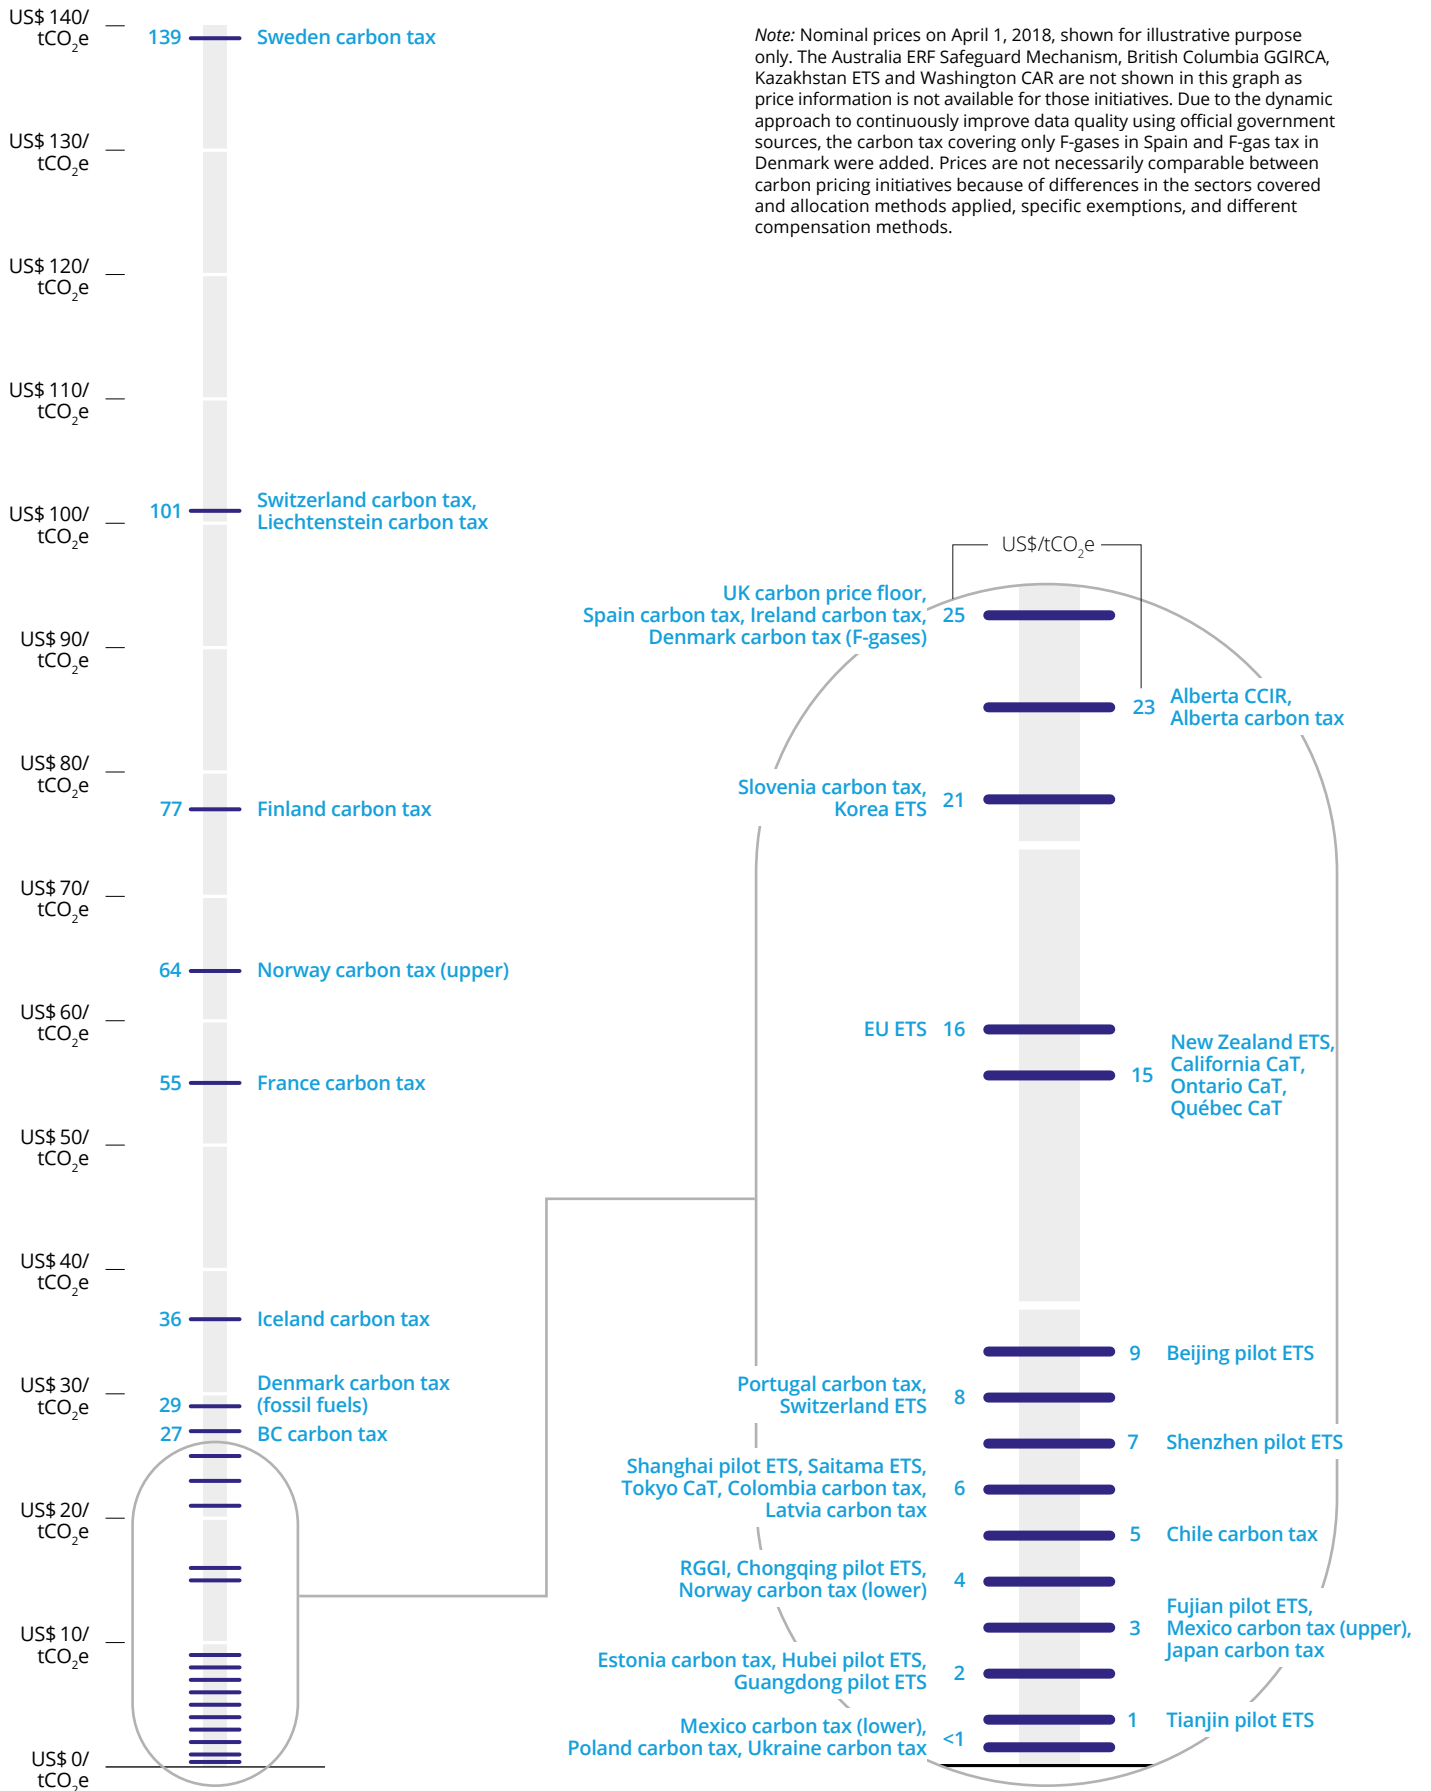 US$ 140/
tCO2e
139
Sweden carbon tax
Note: Nominal prices on April 1, 2018, shown for illustrative purpose
only. The Australia ERF Safeguard Mechanism, British Columbia GGIRCA,
Kazakhstan ETS and Washington CAR are not shown in this graph as
price information is not available for those initiatives. Due to the dynamic
approach to continuously improve data quality using official government
sources, the carbon tax covering only F-gases in Spain and F-gas tax in
Denmark were added. Prices are not necessarily comparable between
carbon pricing initiatives because of differences in the sectors covered
and allocation methods applied, specific exemptions, and different
compensation methods.
US$ 130/
tCO2e
US$ 120/
tCO2e
US$ 110/
tCO2e
US$ 100/
tCO2e
101
Switzerland carbon tax,
Liechtenstein carbon tax
US$ 90/
tCO2e
US$ 80/
tCO2e
77
Finland carbon tax
US$ 70/
tCO2e
64
Norway carbon tax (upper)
US$ 60/
tCO2e
55
France carbon tax
US$ 50/
tCO2e
US$ 40/
tCO2e
36
Iceland carbon tax
US$ 30/
tCO2e
29
Denmark carbon tax
(fossil fuels)
27
BC carbon tax
US$ 20/
tCO2e
US$ 10/
tCO2e
US$ 0/
tCO2e
US$/tCO2e
UK carbon price floor,
Spain carbon tax, Ireland carbon tax,
Denmark carbon tax (F-gases)
25
23
Alberta CCIR,
Alberta carbon tax
Slovenia carbon tax,
Korea ETS
21
EU ETS
16
15
New Zealand ETS,
California CaT,
Ontario CaT,
Québec CaT
9
Beijing pilot ETS
Portugal carbon tax,
Switzerland ETS
8
7
Shenzhen pilot ETS
Shanghai pilot ETS, Saitama ETS,
Tokyo CaT, Colombia carbon tax,
Latvia carbon tax
6
5
Chile carbon tax
RGGI, Chongqing pilot ETS,
Norway carbon tax (lower)
4
3
Fujian pilot ETS,
Mexico carbon tax (upper),
Japan carbon tax
Estonia carbon tax, Hubei pilot ETS,
Guangdong pilot ETS
2
1
Tianjin pilot ETS
Mexico carbon tax (lower),
Poland carbon tax, Ukraine carbon tax
<1